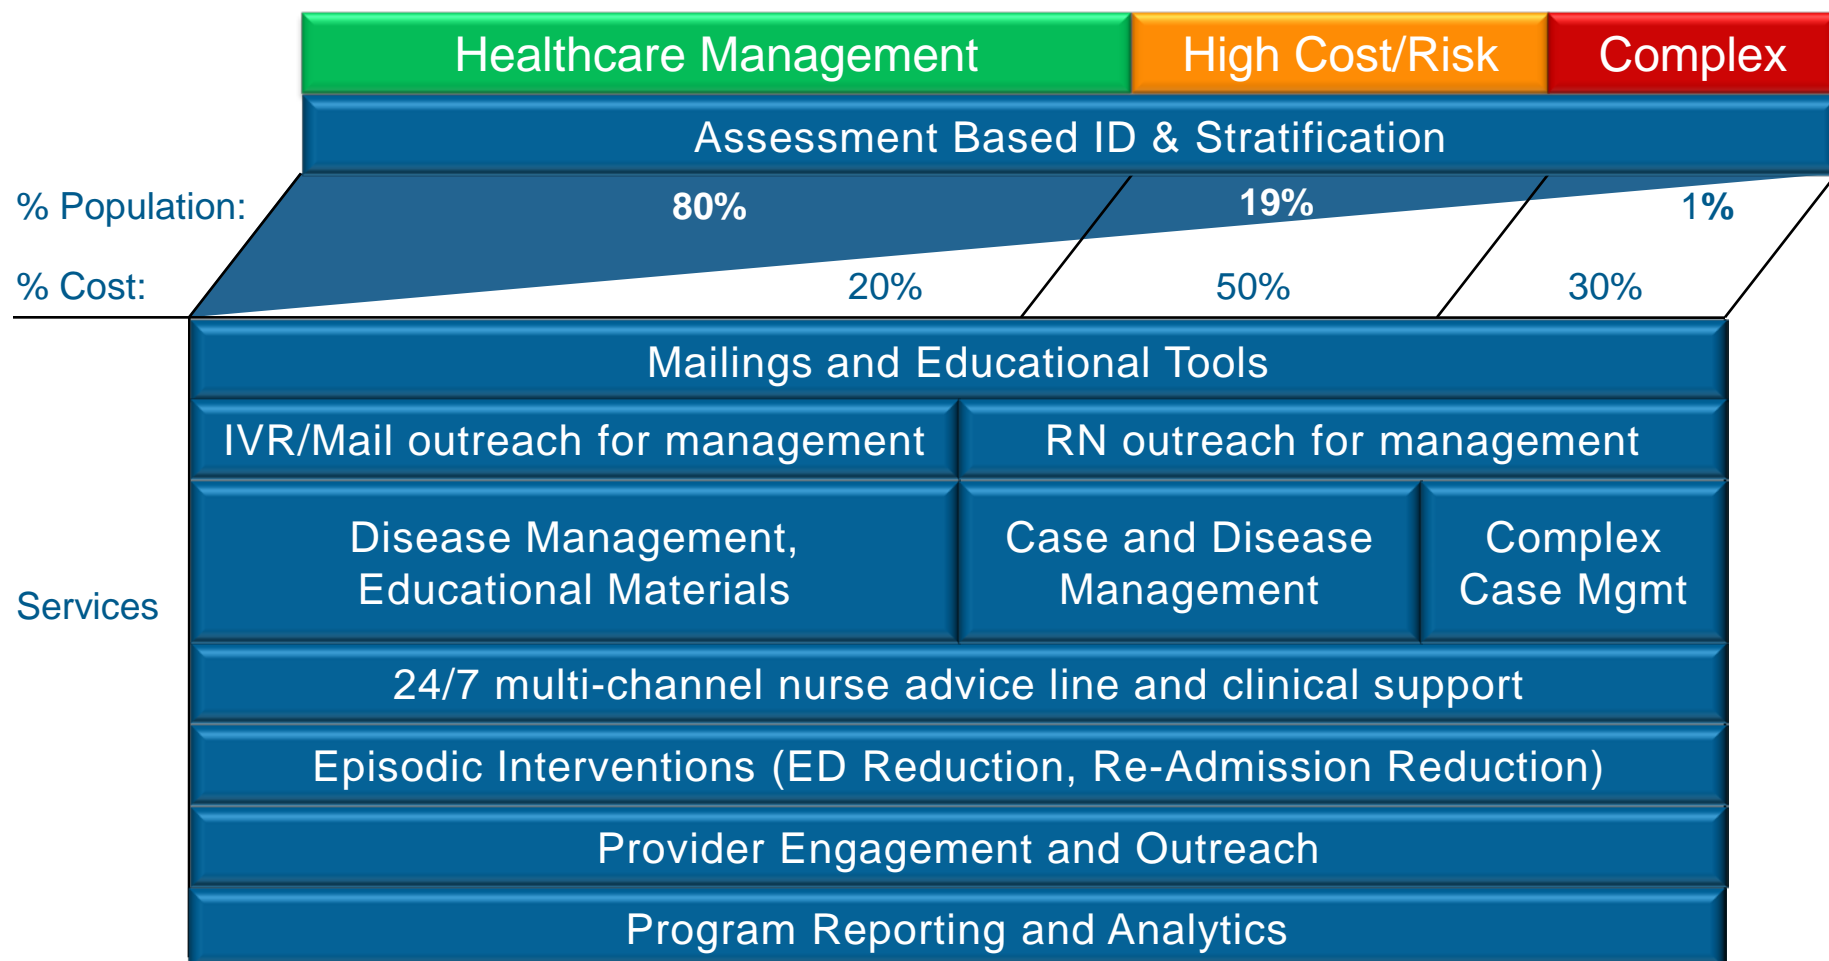 Healthcare Management High Cost/Risk Complex
Assessment Based ID & Stratification
% Population: 80% 19% 1%
% Cost: 20% 50% 30%
Mailings and Educational Tools
IVR/Mail outreach for management RN outreach for management
Disease Management,
Educational Materials
Case and Disease
Management
Complex
Case Mgmt
Services
24/7 multi-channel nurse advice line and clinical support
Episodic Interventions (ED Reduction, Re-Admission Reduction)
Provider Engagement and Outreach
Program Reporting and Analytics